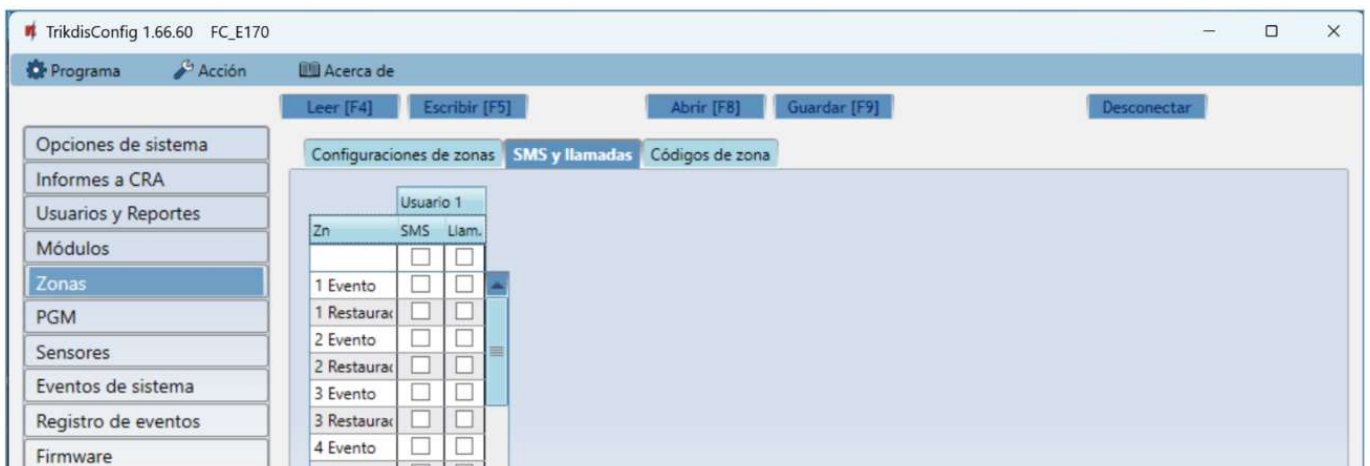 TrikdisConfig 1.66.60 FC_E170
Programa Acción Acerca de
Leer [F4] Escribir [F5] Abrir [F8] Guardar [F9] Desconectar
Opciones de sistema
Informes a CRA
Usuarios y Reportes
Módulos
Zonas
PGM
Sensores
Eventos de sistema
Registro de eventos
Firmware
Configuraciones de zonas SMS y llamadas Códigos de zona
Usuario 1
Zn SMS Llam.
1 Evento
1 Restaurac
2 Evento
2 Restaurac
3 Evento
3 Restaurac
4 Evento